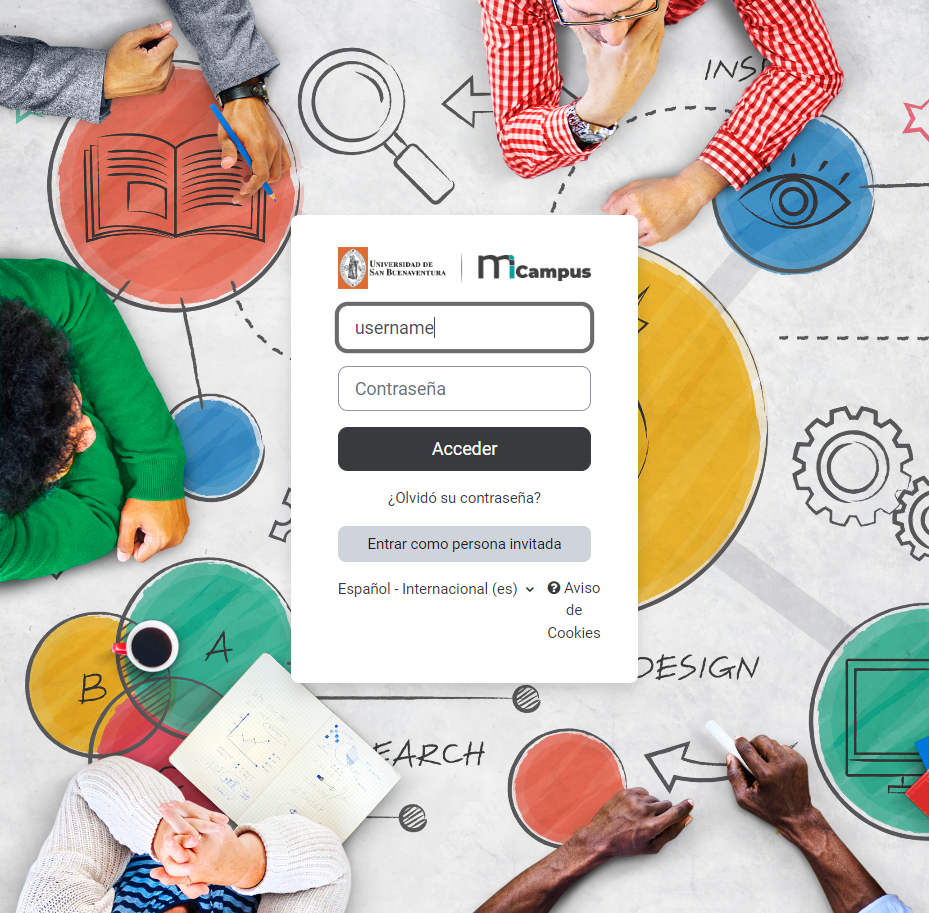 INS
UNIVERSIDAD DE
SAN BUENAVENTURA
miCampus
username
Contraseña
Acceder
¿Olvidó su contraseña?
Entrar como persona invitada
Español - Internacional (es)
Aviso
de
Cookies
A
B
DESIGN
EARCH